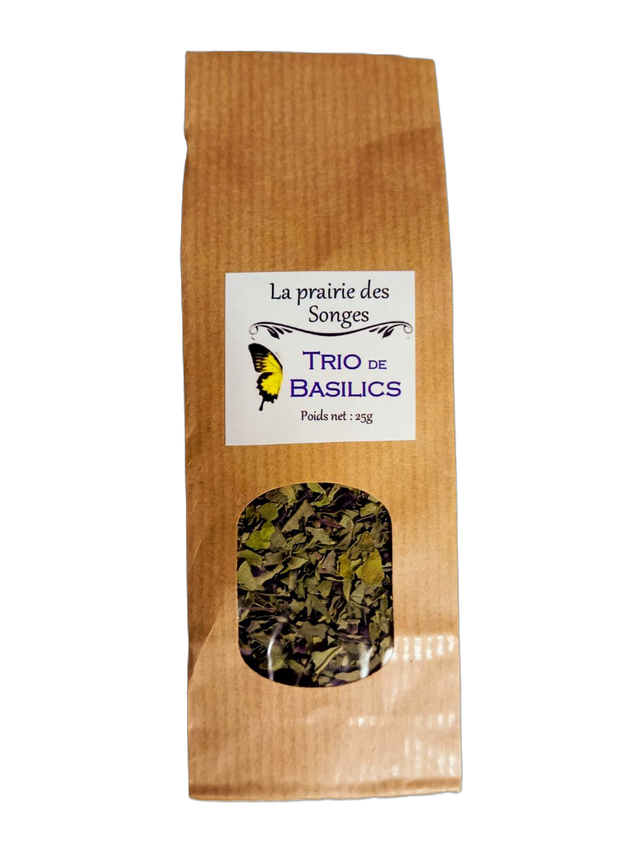 La prairie des
Songes
Trio de
Basilics
Poids net : 25g